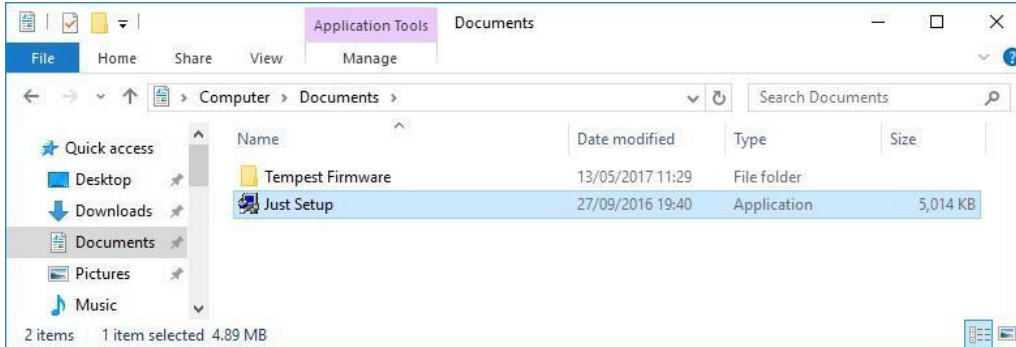 Application Tools Documents
File Home Share View Manage
Computer Documents Search Documents
Quick access Name Date modified Type Size
Desktop Tempest Firmware 13/05/2017 11:29 File folder
Downloads Just Setup 27/09/2016 19:40 Application 5,014 KB
Documents
Pictures
Music
2 items 1 item selected 4.89 MB